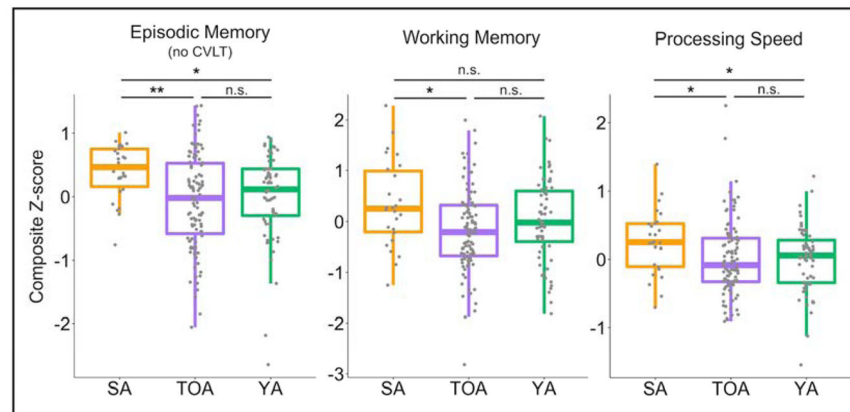 Episodic Memory
(no CVLT)
*
**
n.s.
Composite Z-score
1
0
-1
-2
SA
TOA
YA
Working Memory
n.s.
*
n.s.
2
1
0
-1
-2
-3
SA
TOA
YA
Processing Speed
*
*
n.s.
2
1
0
-1
SA
TOA
YA